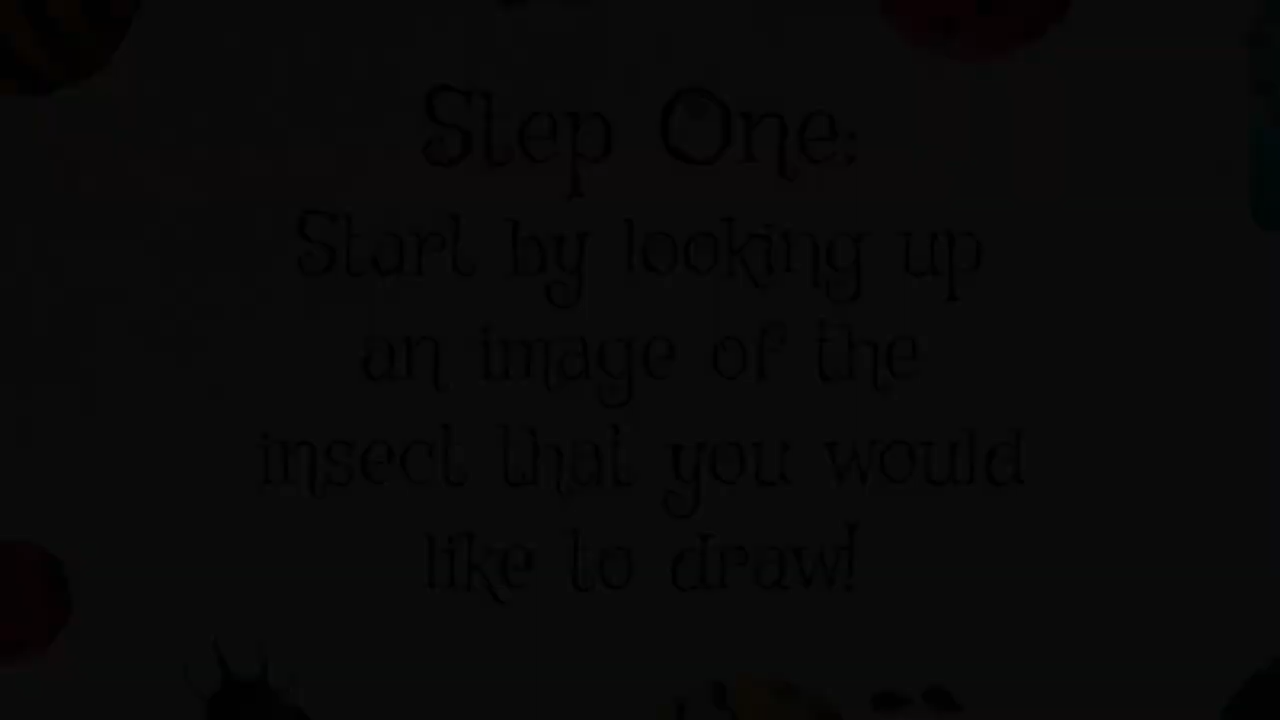 Step One:
Start by looking up
an image of the
insect that you would
like to draw!